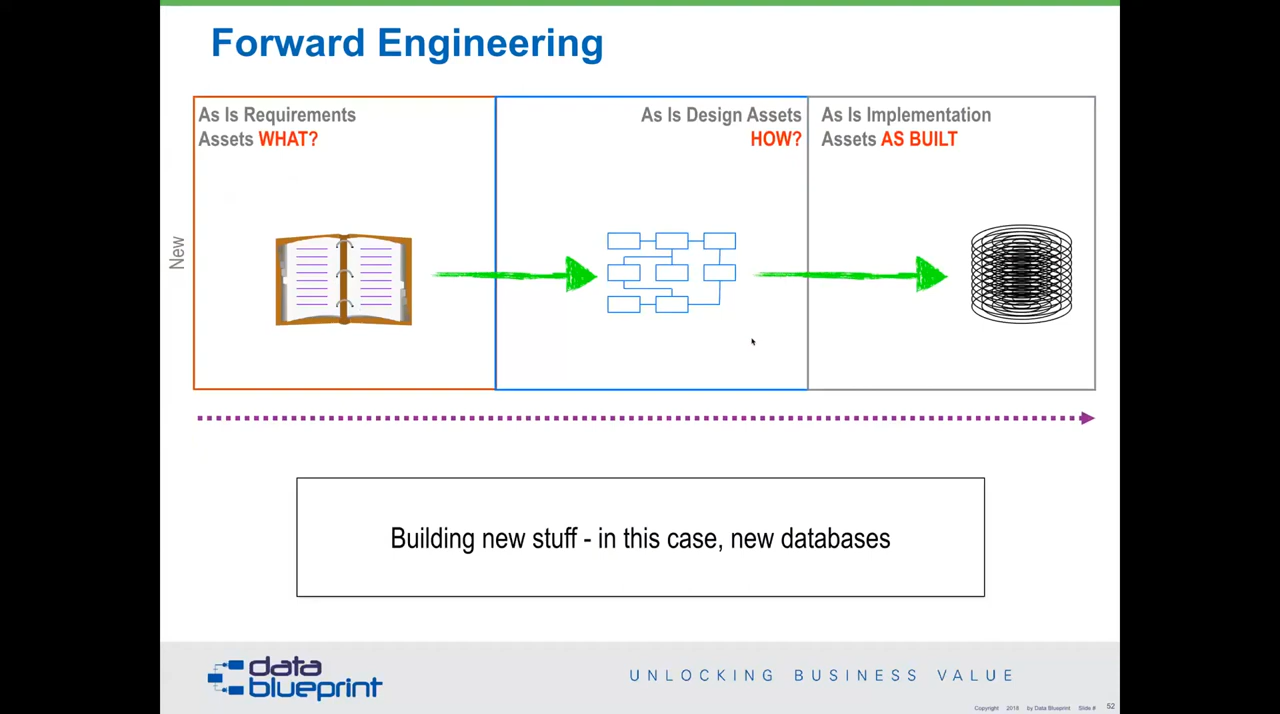 Forward Engineering
As Is Requirements
Assets WHAT?
As Is Design Assets
HOW?
As Is Implementation
Assets AS BUILT
New
Building new stuff - in this case, new databases
data
blueprint
UNLOCKING BUSINESS VALUE
Copyright 2018 by Data Blueprint Slide # 52